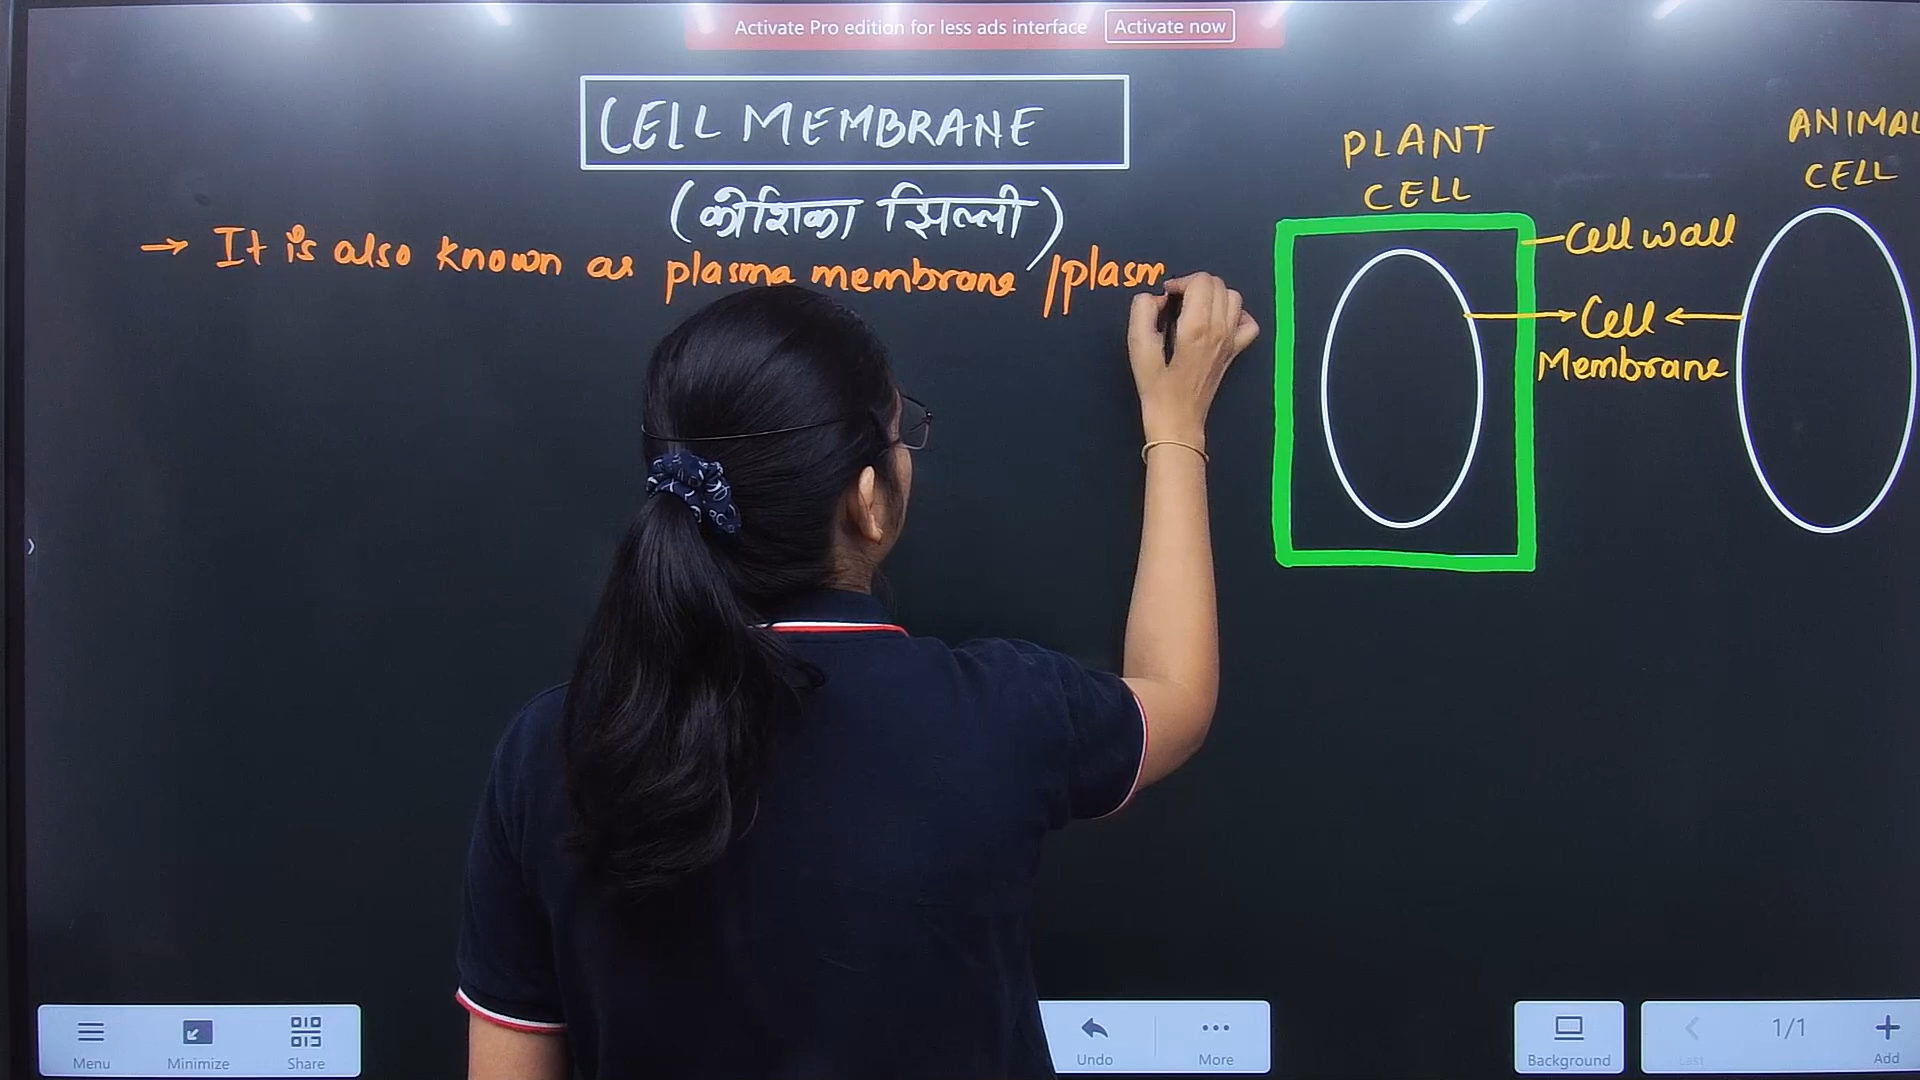 Activate Pro edition for less ads interface Activate now
CELL MEMBRANE
(कोशिका झिल्ली)
→ It is also known as plasma membrane /plasm
PLANT
CELL
ANIMAL
CELL
Cell wall
Cell
Membrane
Menu
Minimize
Share
Undo
More
Background
Last
1/1
Add